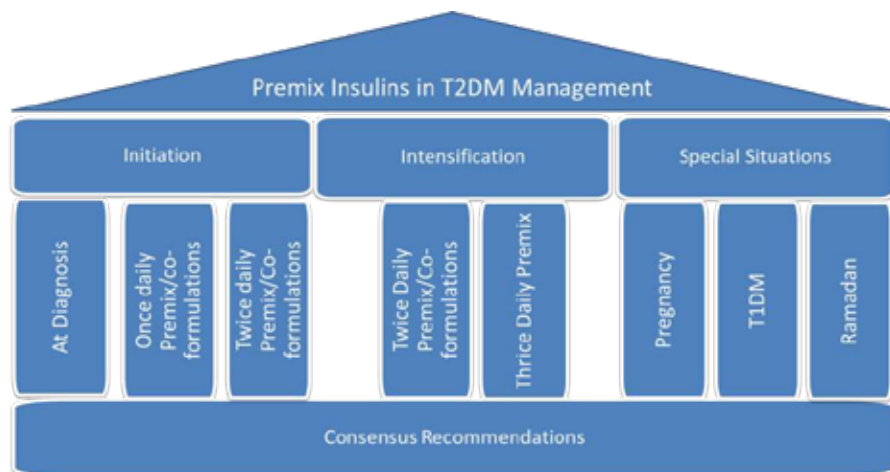 Premix Insulins in T2DM Management
Initiation
Intensification
Special Situations
At Diagnosis
Once daily
Premix/co-
formulations
Twice daily
Premix/Co-
formulations
Twice Daily
Premix/Co-
formulations
Thrice Daily Premix
Pregnancy
T1DM
Ramadan
Consensus Recommendations